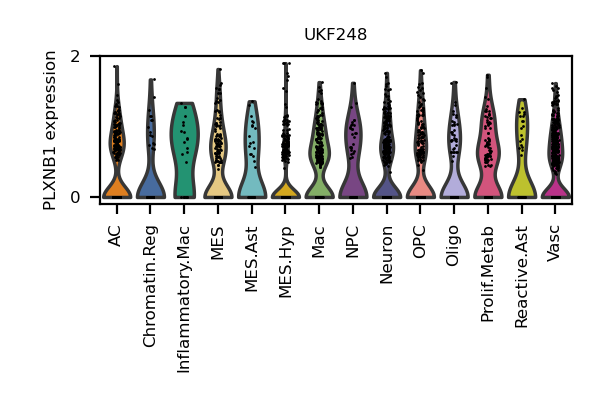 UKF248
PLXNB1 expression
2
0
AC
Chromatin.Reg
Inflammatory.Mac
MES
MES.Ast
MES.Hyp
Mac
NPC
Neuron
OPC
Oligo
Prolif.Metab
Reactive.Ast
Vasc